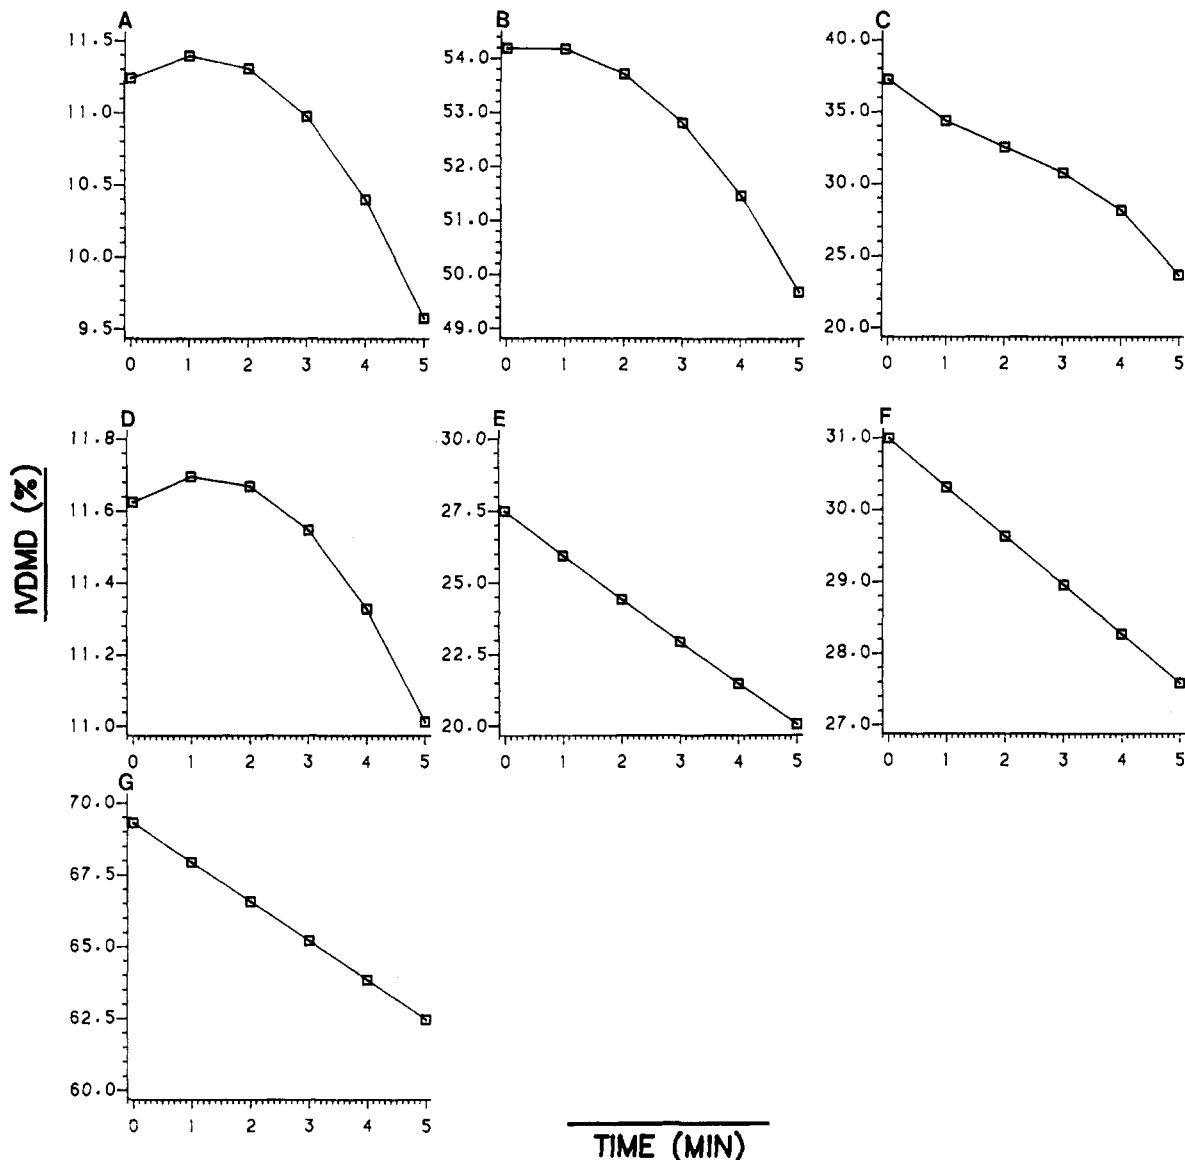 A
11.5
11.0
10.5
10.0
9.5
0 1 2 3 4 5
B
54.0
53.0
52.0
51.0
50.0
49.0
0 1 2 3 4 5
C
40.0
35.0
30.0
25.0
20.0
0 1 2 3 4 5
IVDMD (%)
D
11.8
11.6
11.4
11.2
11.0
0 1 2 3 4 5
E
30.0
27.5
25.0
22.5
20.0
0 1 2 3 4 5
F
31.0
30.0
29.0
28.0
27.0
0 1 2 3 4 5
G
70.0
67.5
65.0
62.5
60.0
0 1 2 3 4 5
TIME (MIN)